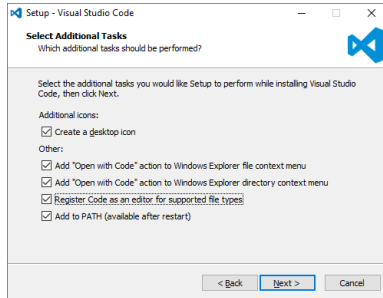 Setup - Visual Studio Code
Select Additional Tasks
Which additional tasks should be performed?
Select the additional tasks you would like Setup to perform while installing Visual Studio
Code, then click Next.
Additional icons:
Create a desktop icon
Other:
Add "Open with Code" action to Windows Explorer file context menu
Add "Open with Code" action to Windows Explorer directory context menu
Register Code as an editor for supported file types
Add to PATH (available after restart)
< Back
Next >
Cancel